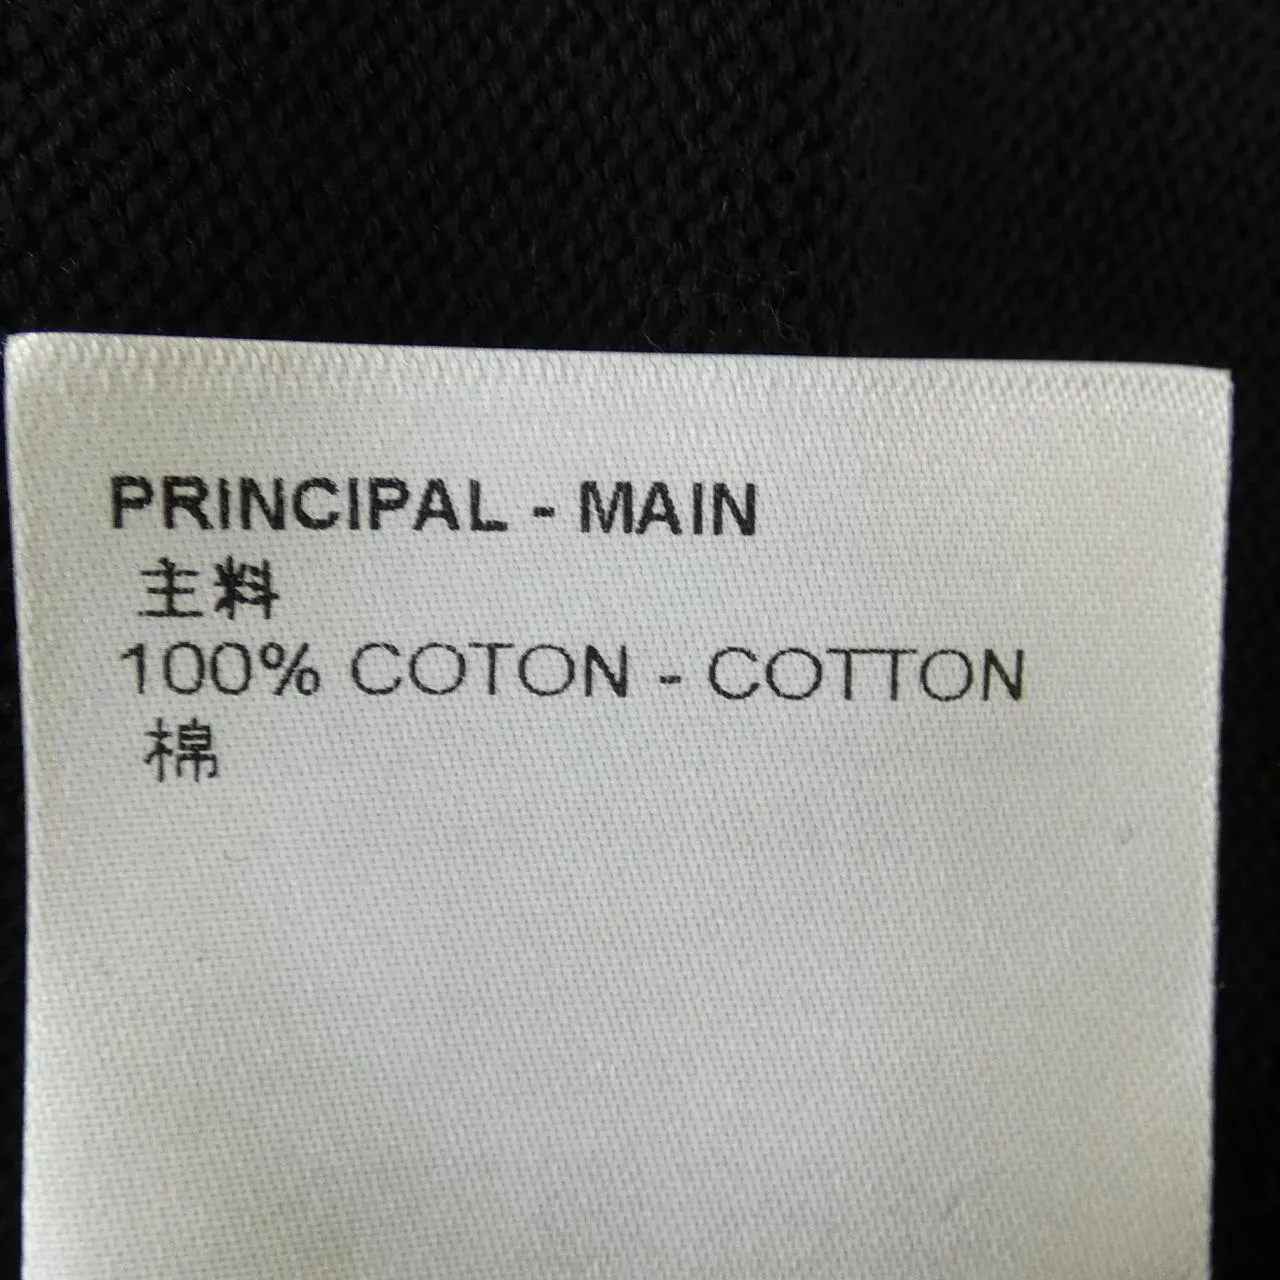 PRINCIPAL - MAIN
主料
100% COTON - COTTON
棉